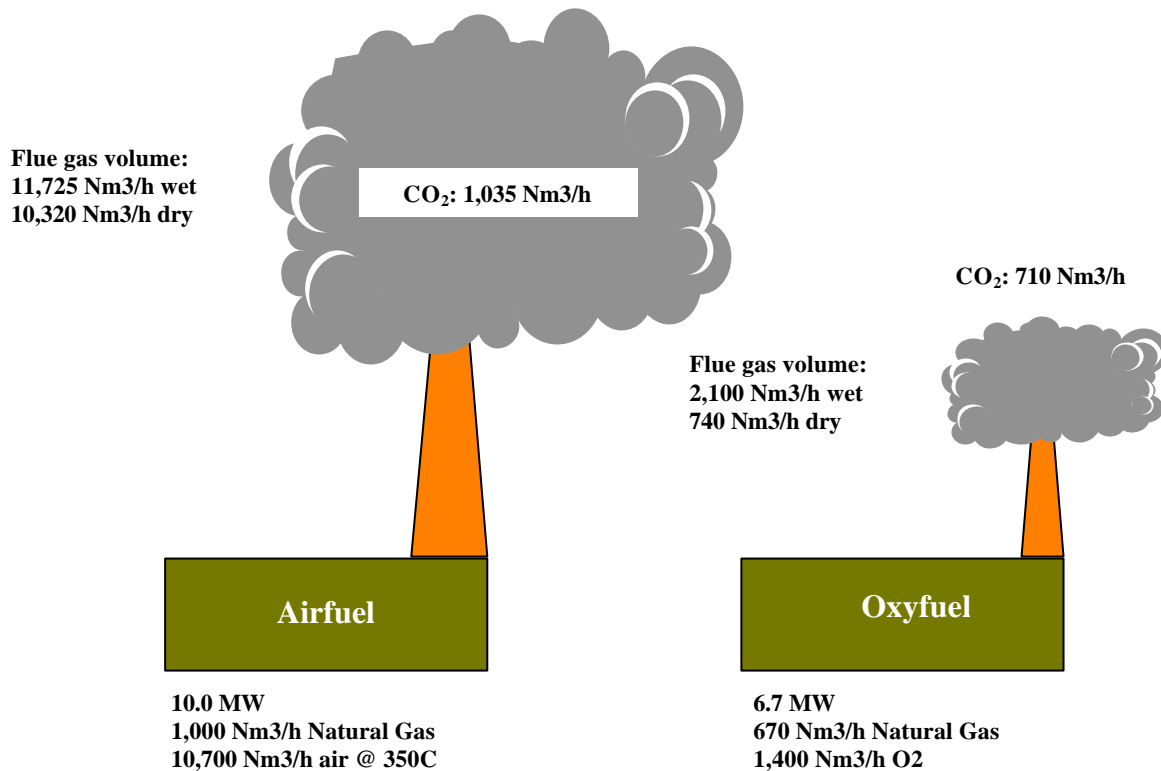 Flue gas volume:
11,725 Nm3/h wet
10,320 Nm3/h dry
CO₂: 1,035 Nm3/h
CO₂: 710 Nm3/h
Flue gas volume:
2,100 Nm3/h wet
740 Nm3/h dry
Airfuel
Oxyfuel
10.0 MW
1,000 Nm3/h Natural Gas
10,700 Nm3/h air @ 350C
6.7 MW
670 Nm3/h Natural Gas
1,400 Nm3/h O2